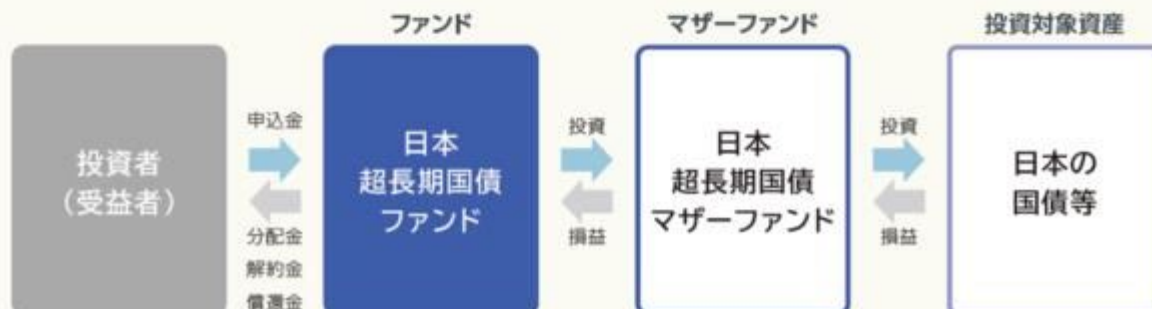 ファンド
マザーファンド
投資対象資産
投資者
（受益者）
申込金
分配金
解約金
償還金
日本
超長期国債
ファンド
投資
損益
日本
超長期国債
マザーファンド
投資
損益
日本の
国債等